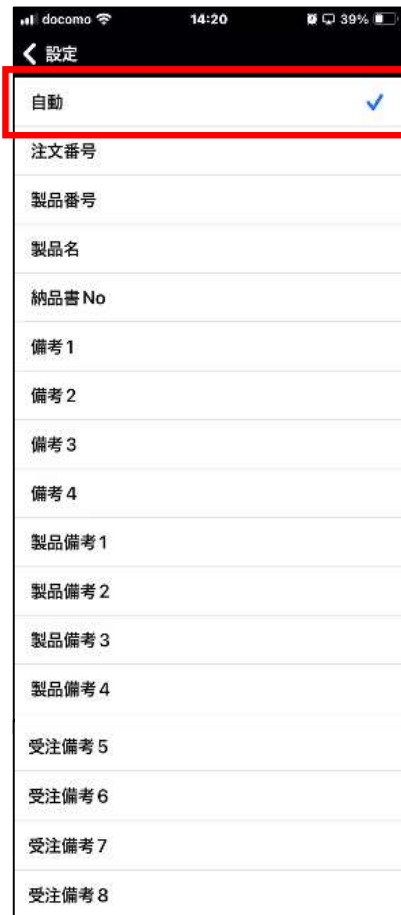 docomo 14:20 39%
設定
自動
注文番号
製品番号
製品名
納品書No
備考1
備考2
備考3
備考4
製品備考1
製品備考2
製品備考3
製品備考4
受注備考5
受注備考6
受注備考7
受注備考8